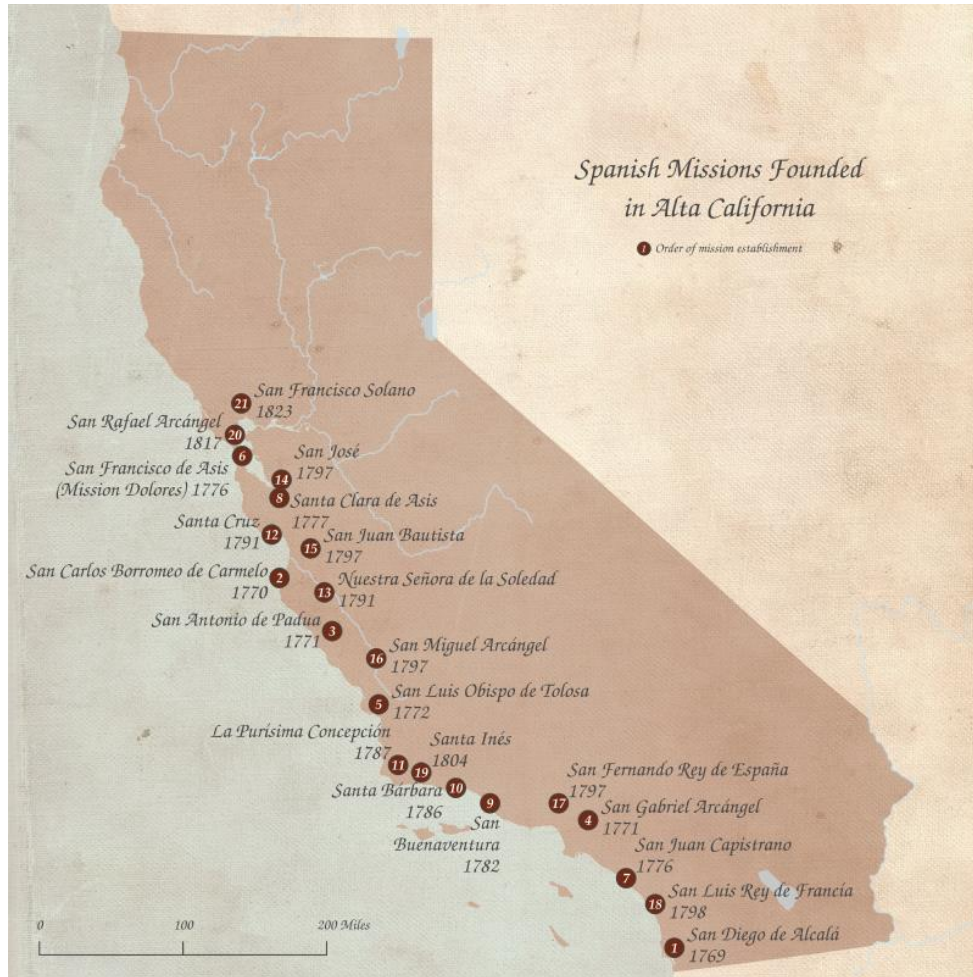 Spanish Missions Founded
in Alta California
1 Order of mission establishment
21 San Francisco Solano
1823
San Rafael Arcángel
1817 20
6
San Francisco de Asis
(Mission Dolores) 1776
San José
14 1797
8 Santa Clara de Asis
1777
Santa Cruz
1791 12
15 San Juan Bautista
1797
San Carlos Borromeo de Carmelo
1770 2
13 Nuestra Señora de la Soledad
1791
San Antonio de Padua
1771 3
16 San Miguel Arcángel
1797
5 San Luis Obispo de Tolosa
1772
La Purísima Concepción
1787 11
Santa Inés
19 1804
Santa Bárbara 10
1786
9
San
Buenaventura
1782
San Fernando Rey de España
17 1797
4 San Gabriel Arcángel
1771
San Juan Capistrano
1776
7
18 San Luis Rey de Francía
1798
1 San Diego de Alcalá
1769
0 100 200 Miles